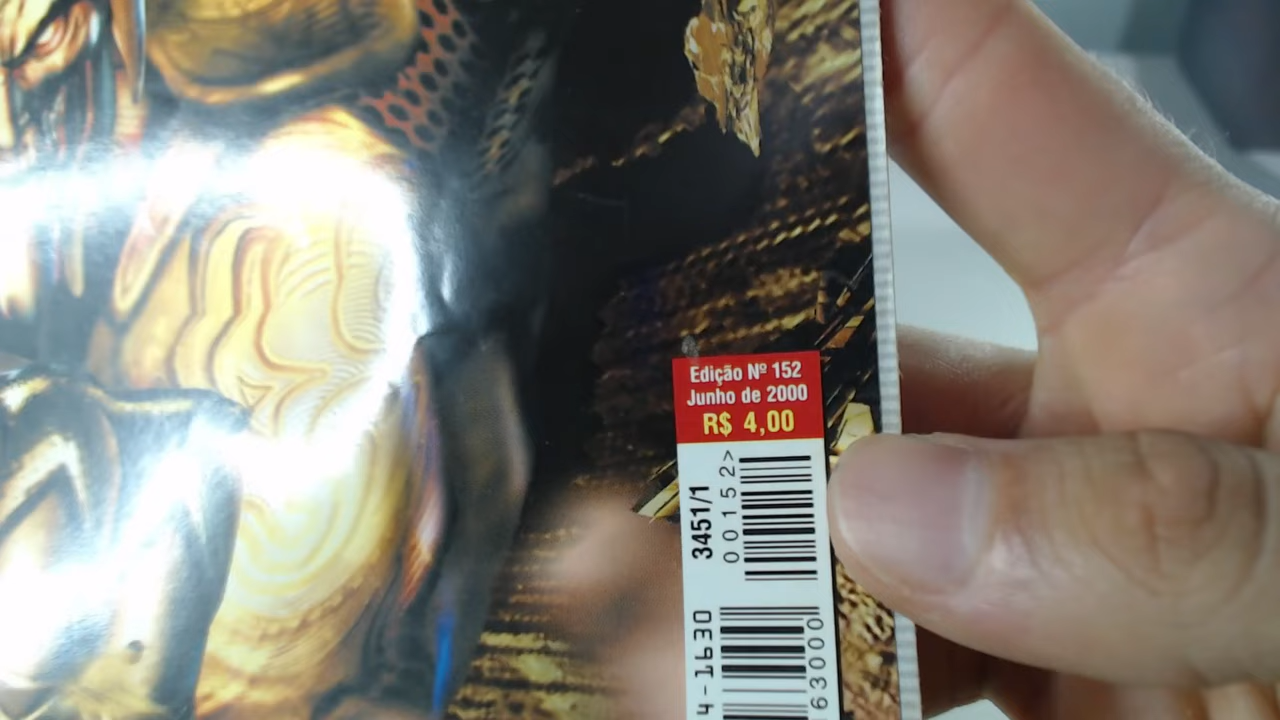 Edição Nº 152
Junho de 2000
R$ 4,00
3451/1
00152>
4-1630
63000